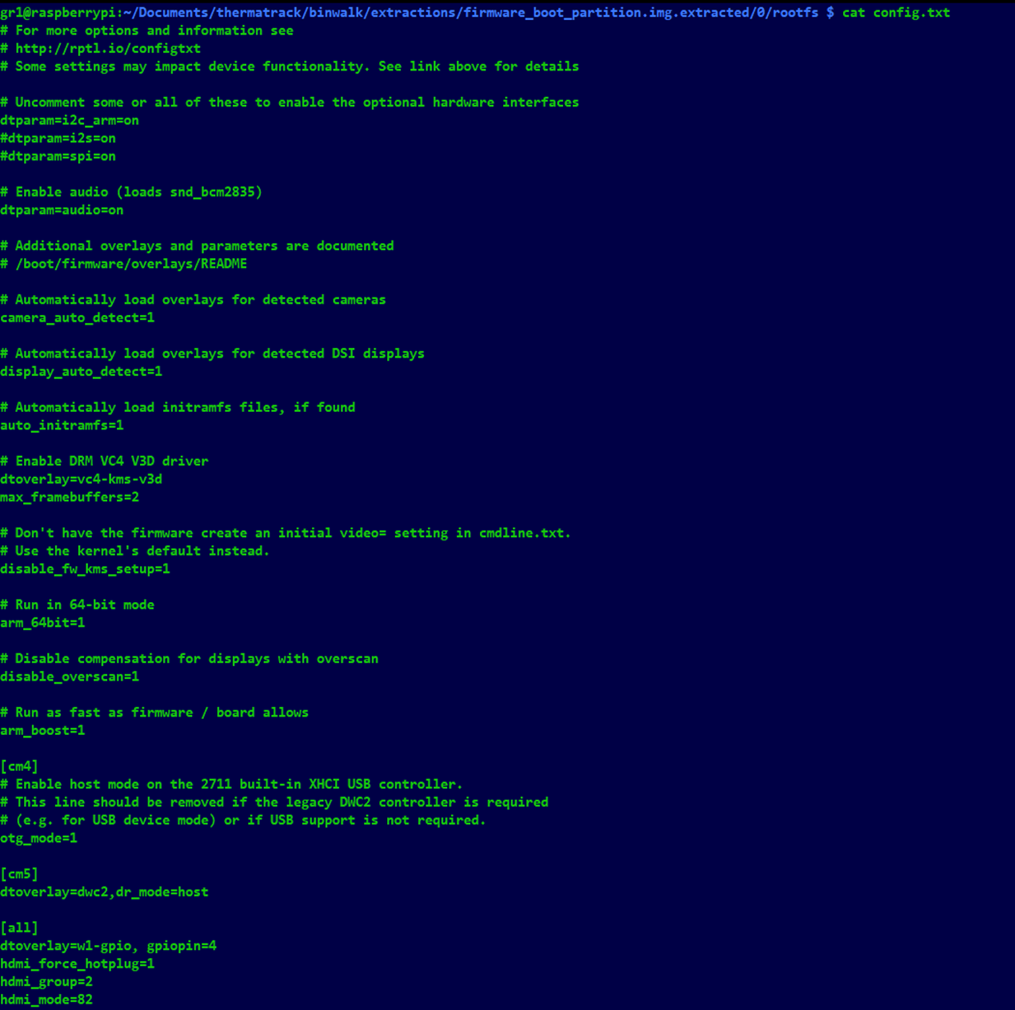 gr1@raspberrypi:~/Documents/thermatrack/binwalk/extractions/firmware_boot_partition.img.extracted/0/rootfs $ cat config.txt
# For more options and information see
# http://rptl.io/configtxt
# Some settings may impact device functionality. See link above for details

# Uncomment some or all of these to enable the optional hardware interfaces
dtparam=i2c_arm=on
#dtparam=i2s=on
#dtparam=spi=on

# Enable audio (loads snd_bcm2835)
dtparam=audio=on

# Additional overlays and parameters are documented
# /boot/firmware/overlays/README

# Automatically load overlays for detected cameras
camera_auto_detect=1

# Automatically load overlays for detected DSI displays
display_auto_detect=1

# Automatically load initramfs files, if found
auto_initramfs=1

# Enable DRM VC4 V3D driver
dtoverlay=vc4-kms-v3d
max_framebuffers=2

# Don't have the firmware create an initial video= setting in cmdline.txt.
# Use the kernel's default instead.
disable_fw_kms_setup=1

# Run in 64-bit mode
arm_64bit=1

# Disable compensation for displays with overscan
disable_overscan=1

# Run as fast as firmware / board allows
arm_boost=1

[cm4]
# Enable host mode on the 2711 built-in XHCI USB controller.
# This line should be removed if the legacy DWC2 controller is required
# (e.g. for USB device mode) or if USB support is not required.
otg_mode=1

[cm5]
dtoverlay=dwc2,dr_mode=host

[all]
dtoverlay=w1-gpio, gpiopin=4
hdmi_force_hotplug=1
hdmi_group=2
hdmi_mode=82